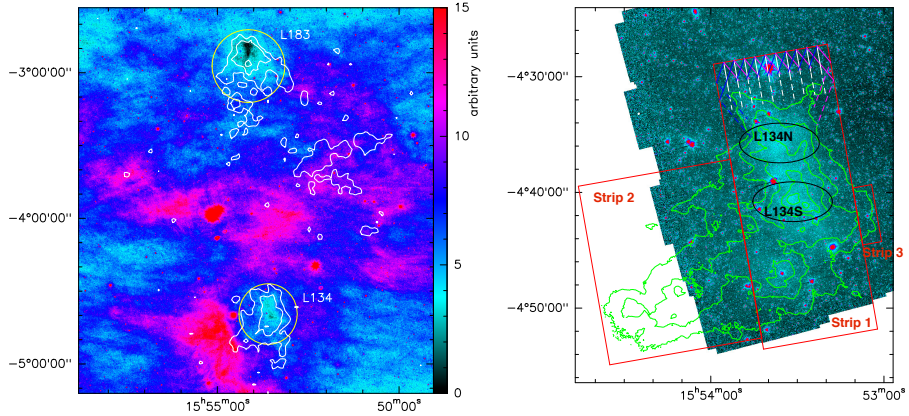 L183
−3°00'00''
−4°00'00''
−5°00'00''
L134
15ʰ55ᵐ00ˢ
50ᵐ00ˢ
15
10
5
0
arbitrary units
−4°30'00''
−4°40'00''
−4°50'00''
L134N
L134S
Strip 2
Strip 3
Strip 1
15ʰ54ᵐ00ˢ
53ᵐ00ˢ